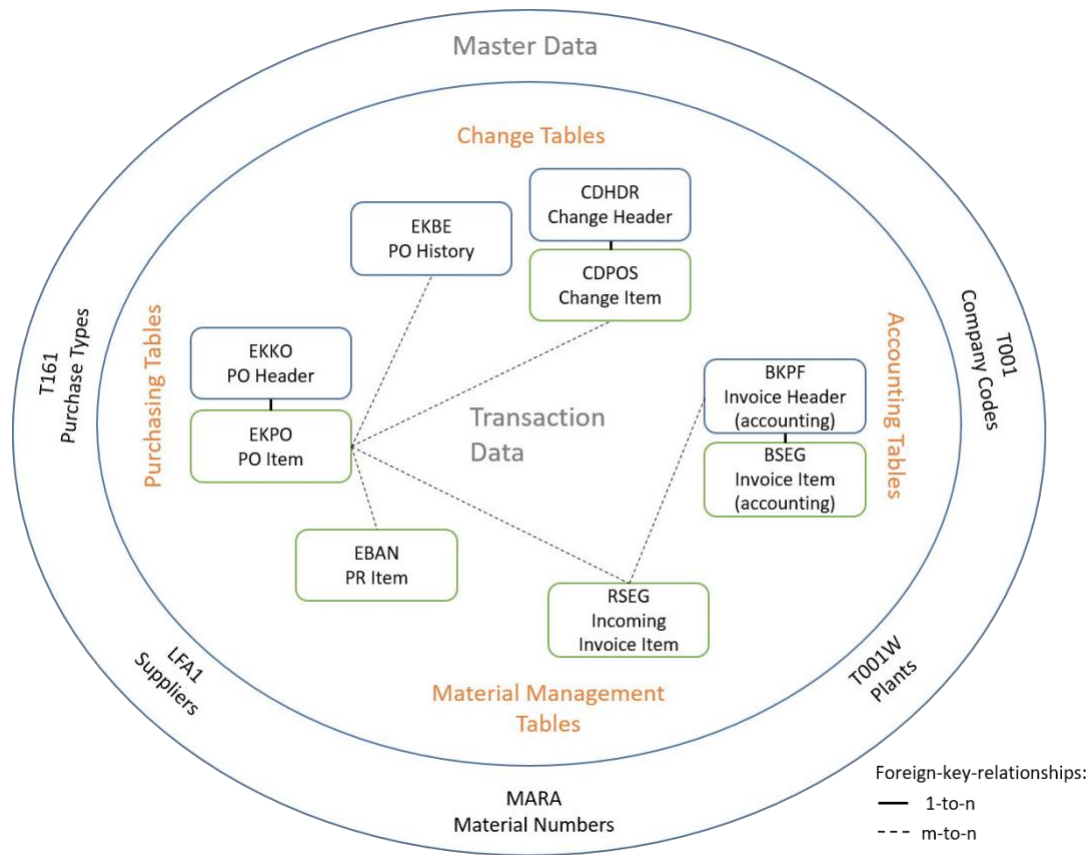 Master Data
Change Tables
CDHDR
Change Header
EKBE
PO History
CDPOS
Change Item
T161
Purchase Types
Purchasing Tables
EKKO
PO Header
EKPO
PO Item
Transaction
Data
BKPF
Invoice Header
(accounting)
BSEG
Invoice Item
(accounting)
Accounting Tables
T001
Company Codes
EBAN
PR Item
RSEG
Incoming
Invoice Item
LFA1
Suppliers
T001W
Plants
Material Management
Tables
MARA
Material Numbers
Foreign-key-relationships:
1-to-n
m-to-n